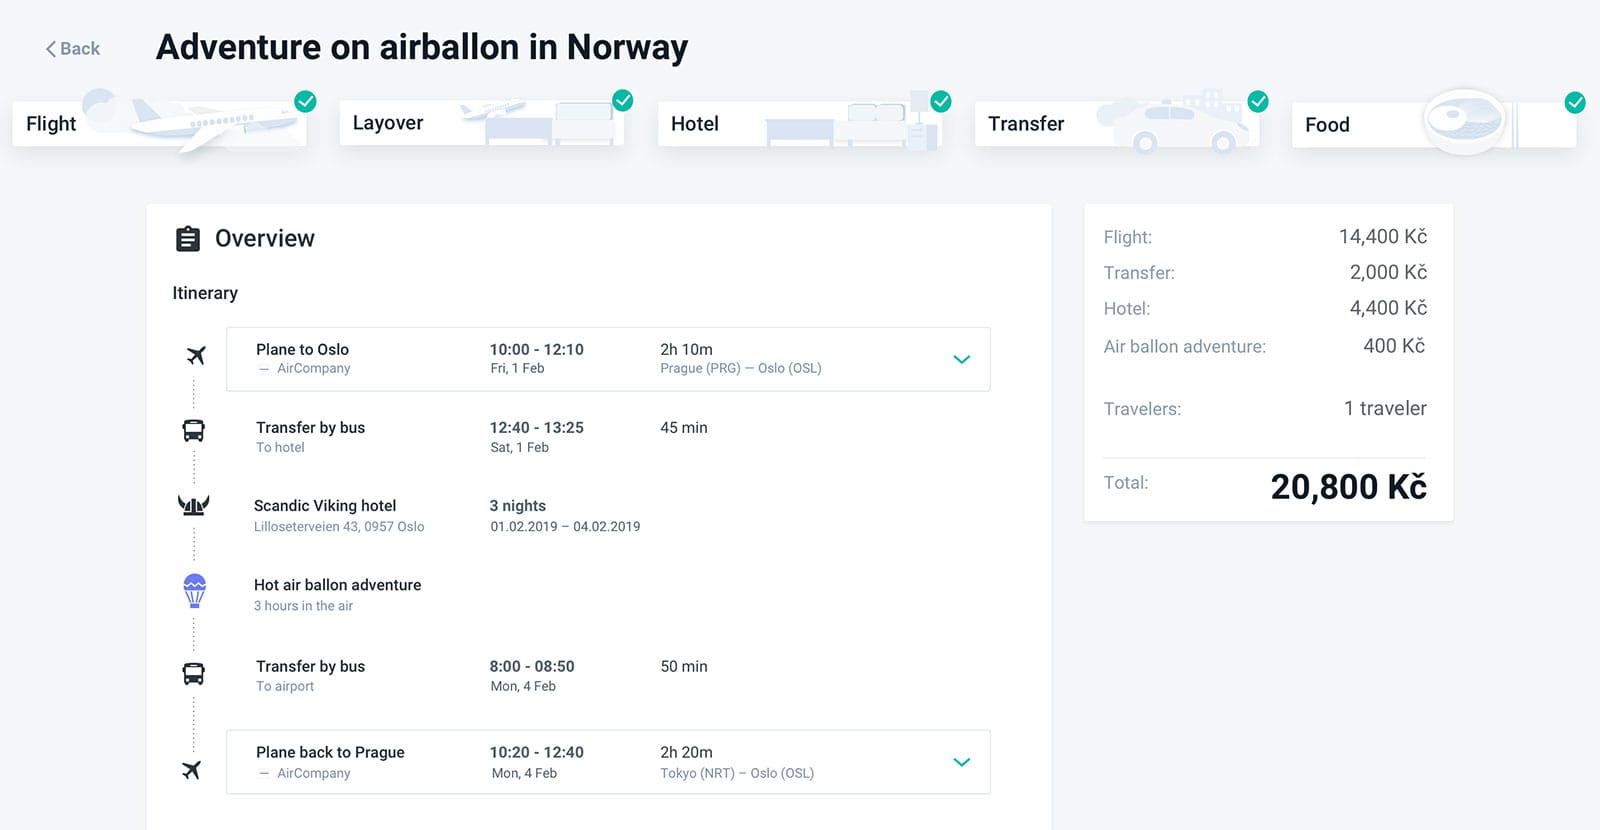 Back
Adventure on airballon in Norway
Flight
Layover
Hotel
Transfer
Food
Overview
Itinerary
Plane to Oslo 10:00 - 12:10 2h 10m
— AirCompany Fri, 1 Feb Prague (PRG) — Oslo (OSL)
Transfer by bus 12:40 - 13:25 45 min
To hotel Sat, 1 Feb
Scandic Viking hotel 3 nights
Lilloseterveien 43, 0957 Oslo 01.02.2019 – 04.02.2019
Hot air ballon adventure
3 hours in the air
Transfer by bus 8:00 - 08:50 50 min
To airport Mon, 4 Feb
Plane back to Prague 10:20 - 12:40 2h 20m
— AirCompany Mon, 4 Feb Tokyo (NRT) – Oslo (OSL)
Flight: 14,400 Kč
Transfer: 2,000 Kč
Hotel: 4,400 Kč
Air ballon adventure: 400 Kč
Travelers: 1 traveler
Total: 20,800 Kč